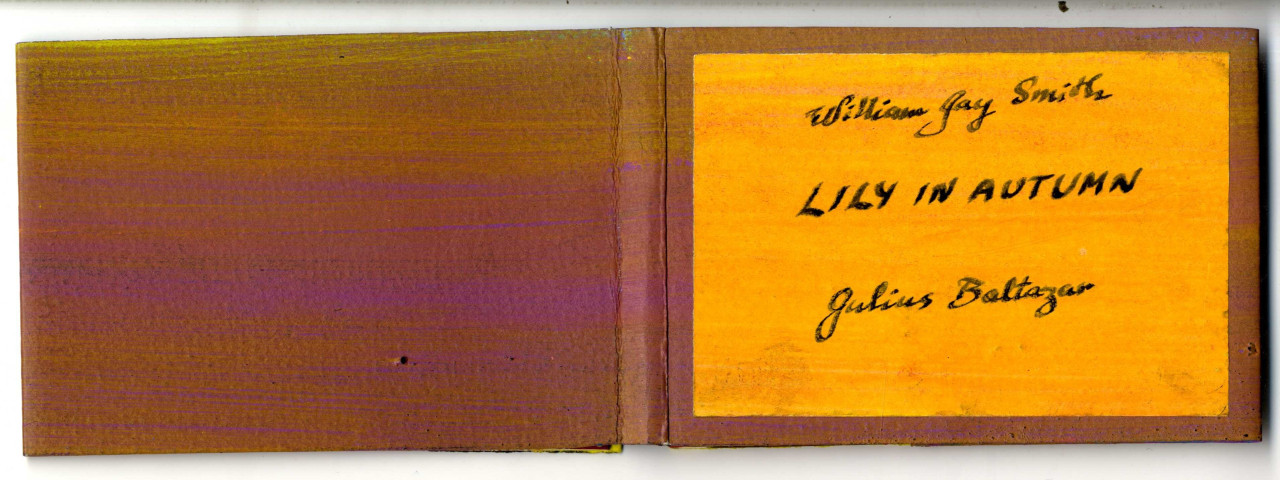 William Jay Smith
LILY IN AUTUMN
Julius Baltazar